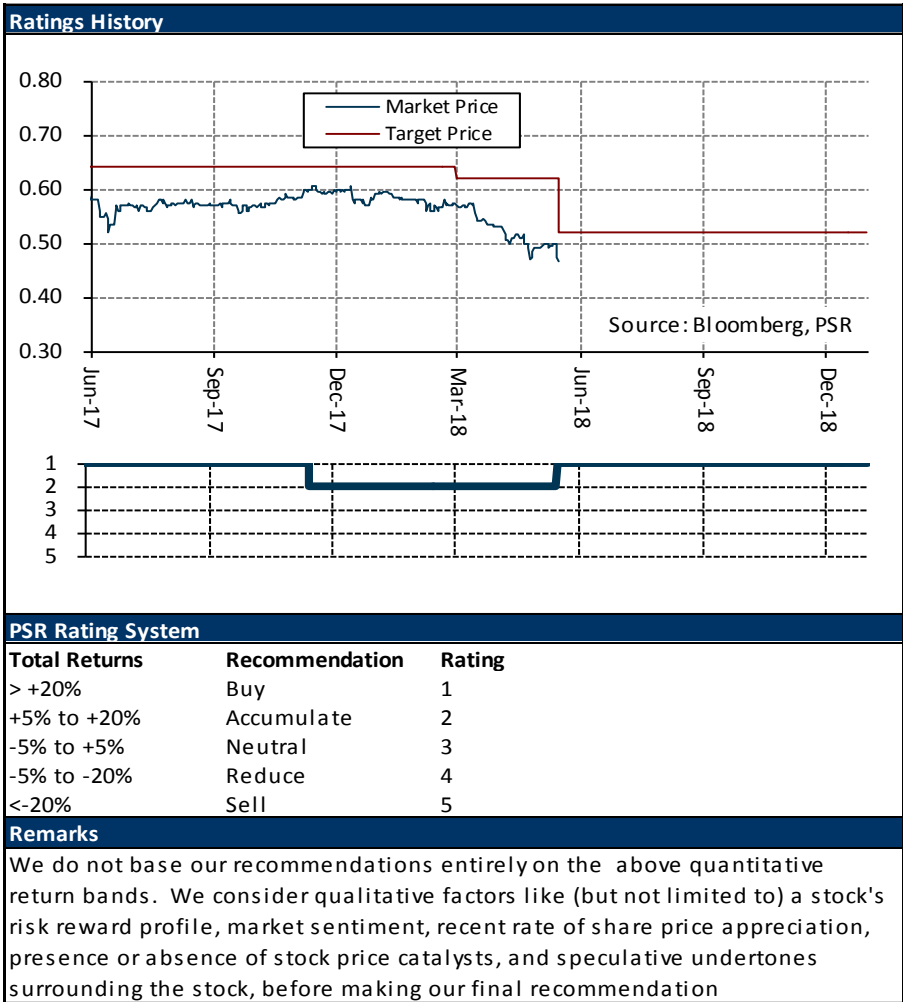 Ratings History
0.80
0.70
0.60
0.50
0.40
0.30
Market Price
Target Price
Source: Bloomberg, PSR
Jun-17
Sep-17
Dec-17
Mar-18
Jun-18
Sep-18
Dec-18
1
2
3
4
5
PSR Rating System
Total Returns Recommendation Rating
> +20% Buy 1
+5% to +20% Accumulate 2
-5% to +5% Neutral 3
-5% to -20% Reduce 4
<-20% Sell 5
Remarks
We do not base our recommendations entirely on the above quantitative
return bands. We consider qualitative factors like (but not limited to) a stock's
risk reward profile, market sentiment, recent rate of share price appreciation,
presence or absence of stock price catalysts, and speculative undertones
surrounding the stock, before making our final recommendation